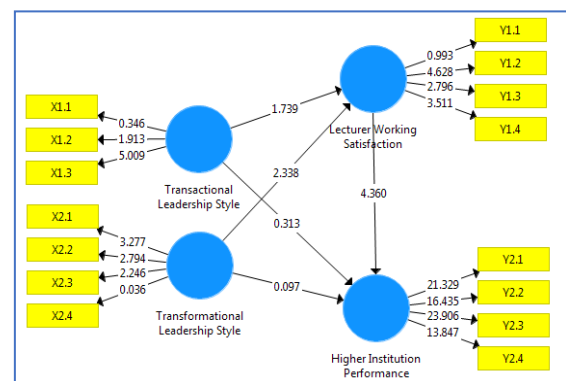 Y1.1
0.993
Y1.2
4.628
2.796
Y1.3
3.511
Y1.4
X1.1
0.346
1.739
X1.2
1.913
Lecturer Working
Satisfaction
X1.3
5.009
Transactional
Leadership Style
2.338
4.360
X2.1
0.313
3.277
X2.2
2.794
X2.3
2.246
0.036
X2.4
0.097
Transformational
Leadership Style
Y2.1
21.329
Y2.2
16.435
23.906
Y2.3
13.847
Y2.4
Higher Institution
Performance